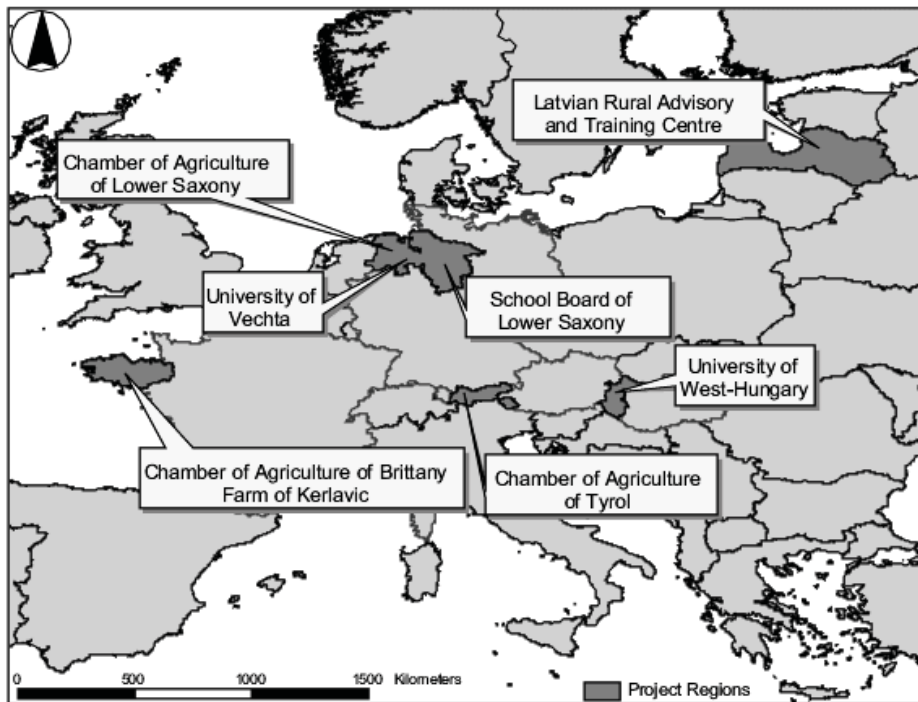 Latvian Rural Advisory
and Training Centre
Chamber of Agriculture
of Lower Saxony
University of
Vechta
School Board of
Lower Saxony
University of
West-Hungary
Chamber of Agriculture of Brittany
Farm of Kerlavic
Chamber of Agriculture
of Tyrol
0 500 1000 1500 Kilometers
Project Regions